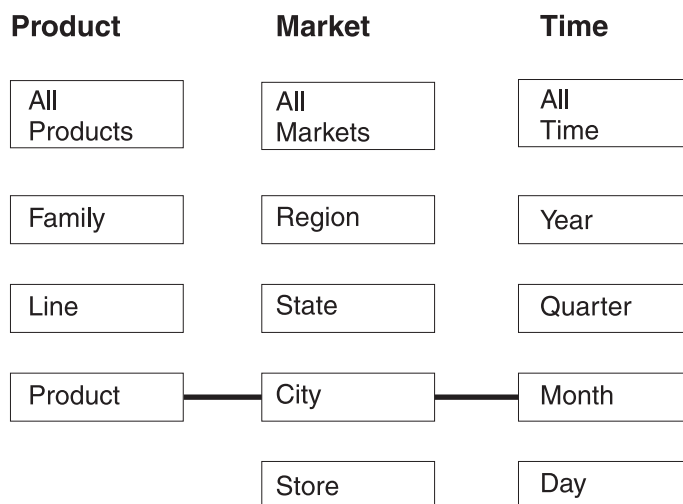 Product Market Time
All
Products
All
Markets
All
Time
Family Region Year
Line State Quarter
Product City Month
Store Day